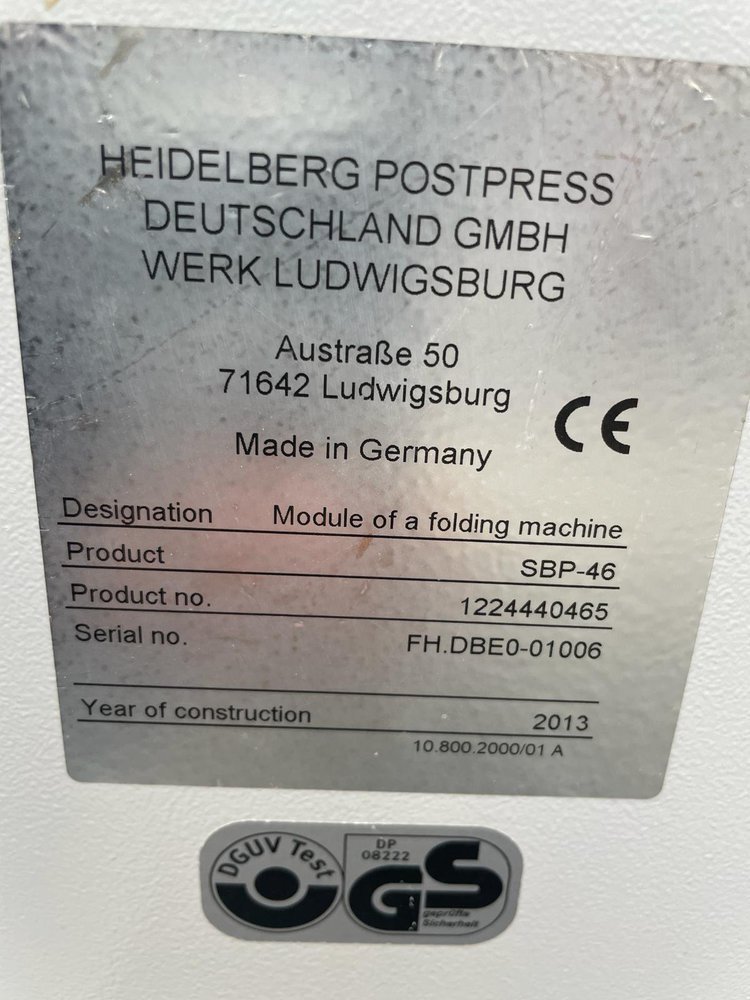 HEIDELBERG POSTPRESS
DEUTSCHLAND GMBH
WERK LUDWIGSBURG
Austraße 50
71642 Ludwigsburg
CE
Made in Germany
Designation Module of a folding machine
Product SBP-46
Product no. 1224440465
Serial no. FH.DBE0-01006
Year of construction 2013
10.800.2000/01 A
DGUV Test
DP
08222
GS
geprüfte
Sicherheit